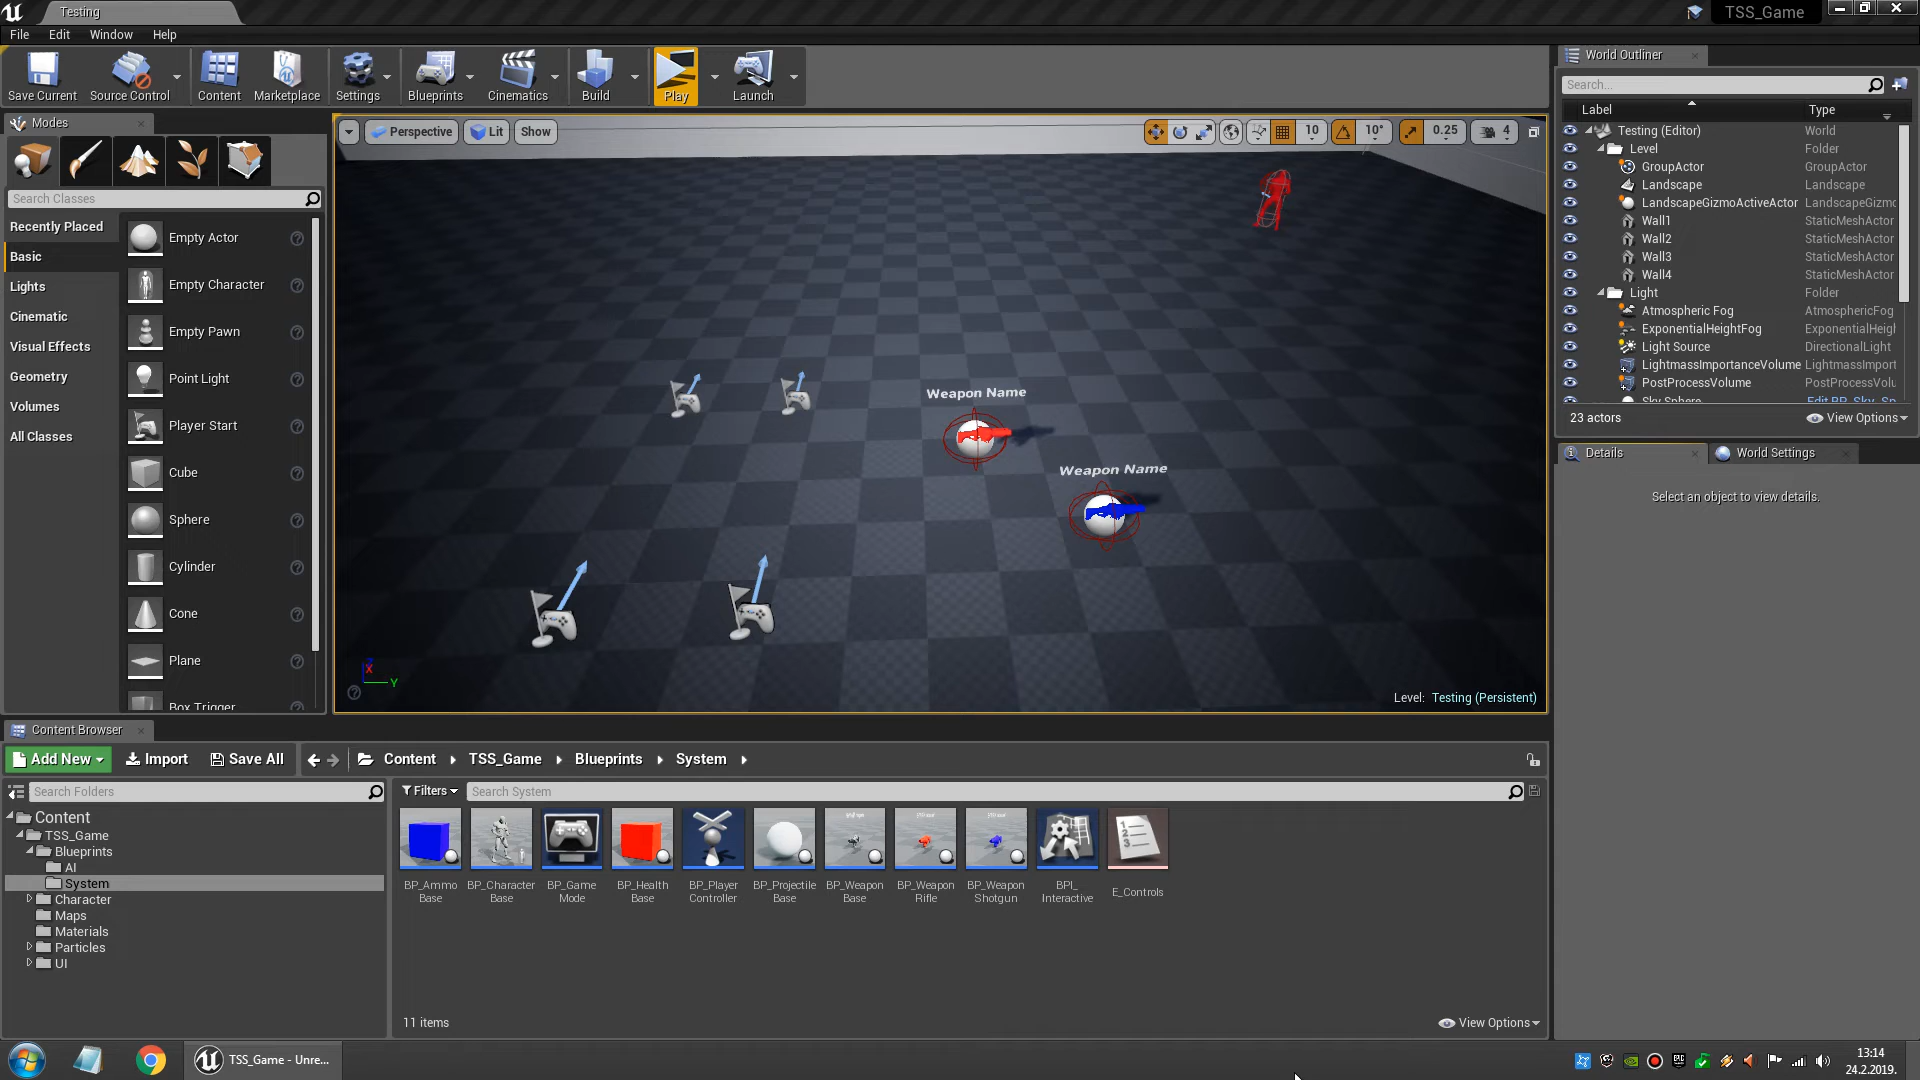 Testing
TSS_Game
File Edit Window Help
Save Current
Source Control
Content
Marketplace
Settings
Blueprints
Cinematics
Build
Play
Launch
Modes
Search Classes
Recently Placed
Basic
Lights
Cinematic
Visual Effects
Geometry
Volumes
All Classes
Empty Actor
Empty Character
Empty Pawn
Point Light
Player Start
Cube
Sphere
Cylinder
Cone
Plane
Box Trigger
Perspective Lit Show
10 10° 0.25 4
Weapon Name
Weapon Name
X
Y
Level: Testing (Persistent)
World Outliner
Search...
Label Type
Testing (Editor) World
Level Folder
GroupActor GroupActor
Landscape Landscape
LandscapeGizmoActiveActor LandscapeGizmo
Wall1 StaticMeshActor
Wall2 StaticMeshActor
Wall3 StaticMeshActor
Wall4 StaticMeshActor
Light Folder
Atmospheric Fog AtmosphericFog
ExponentialHeightFog ExponentialHeigh
Light Source DirectionalLight
LightmassImportanceVolume LightmassImport
PostProcessVolume PostProcessVolu
Sky Sphere Edit BP_Sky_Sp
23 actors View Options
Details World Settings
Select an object to view details.
Content Browser
Add New Import Save All Content TSS_Game Blueprints System
Search Folders
Content
TSS_Game
Blueprints
AI
System
Character
Maps
Materials
Particles
UI
Filters Search System
BP_Ammo
Base
BP_Character
Base
BP_Game
Mode
BP_Health
Base
BP_Player
Controller
BP_Projectile
Base
BP_Weapon
Base
BP_Weapon
Rifle
BP_Weapon
Shotgun
BPI_
Interactive
E_Controls
11 items View Options
TSS_Game - Unre...
13:14
24.2.2019.